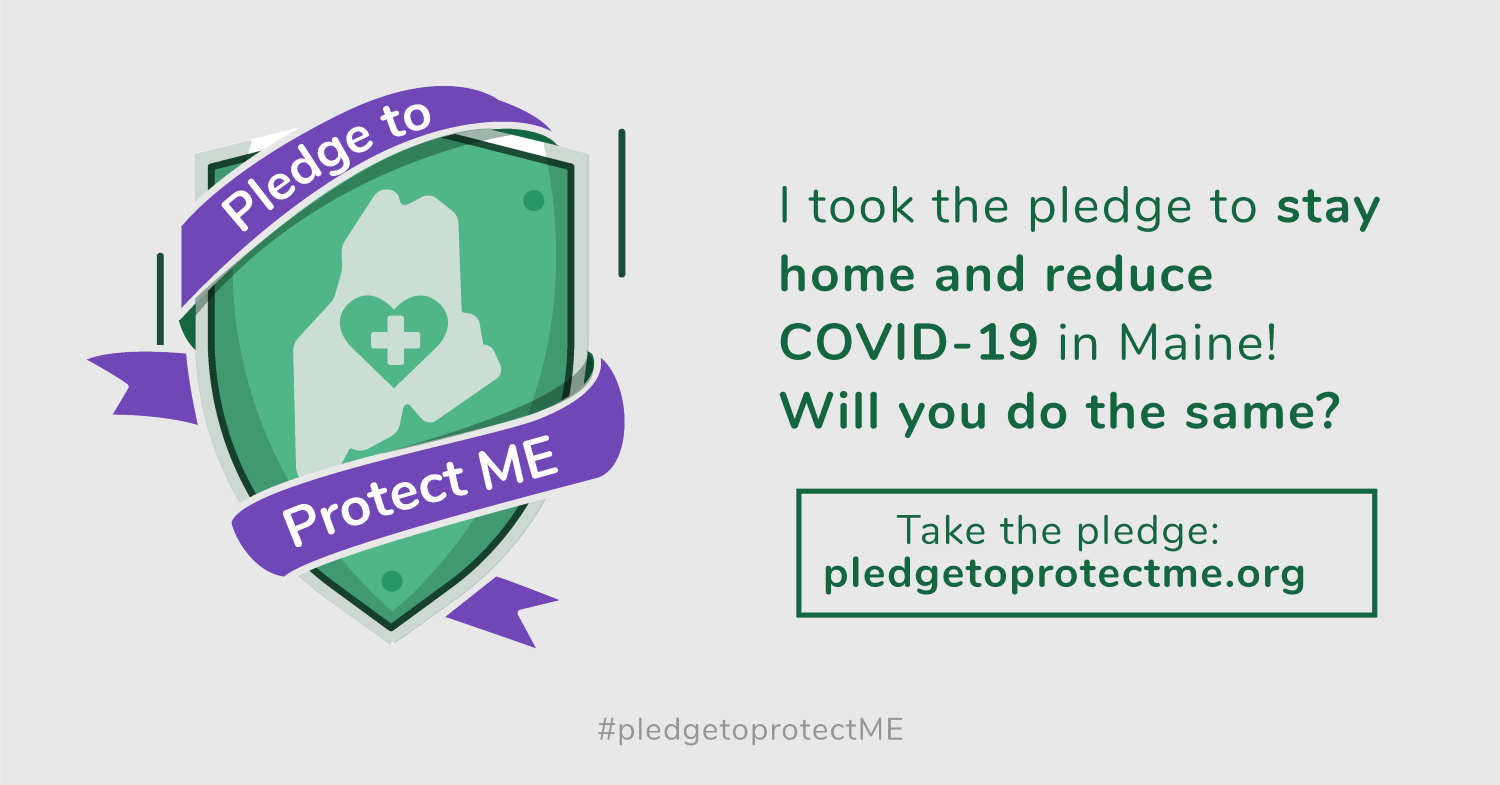 Pledge to
Protect ME
I took the pledge to stay
home and reduce
COVID-19 in Maine!
Will you do the same?
Take the pledge:
pledgetoprotectme.org
#pledgetoprotectME